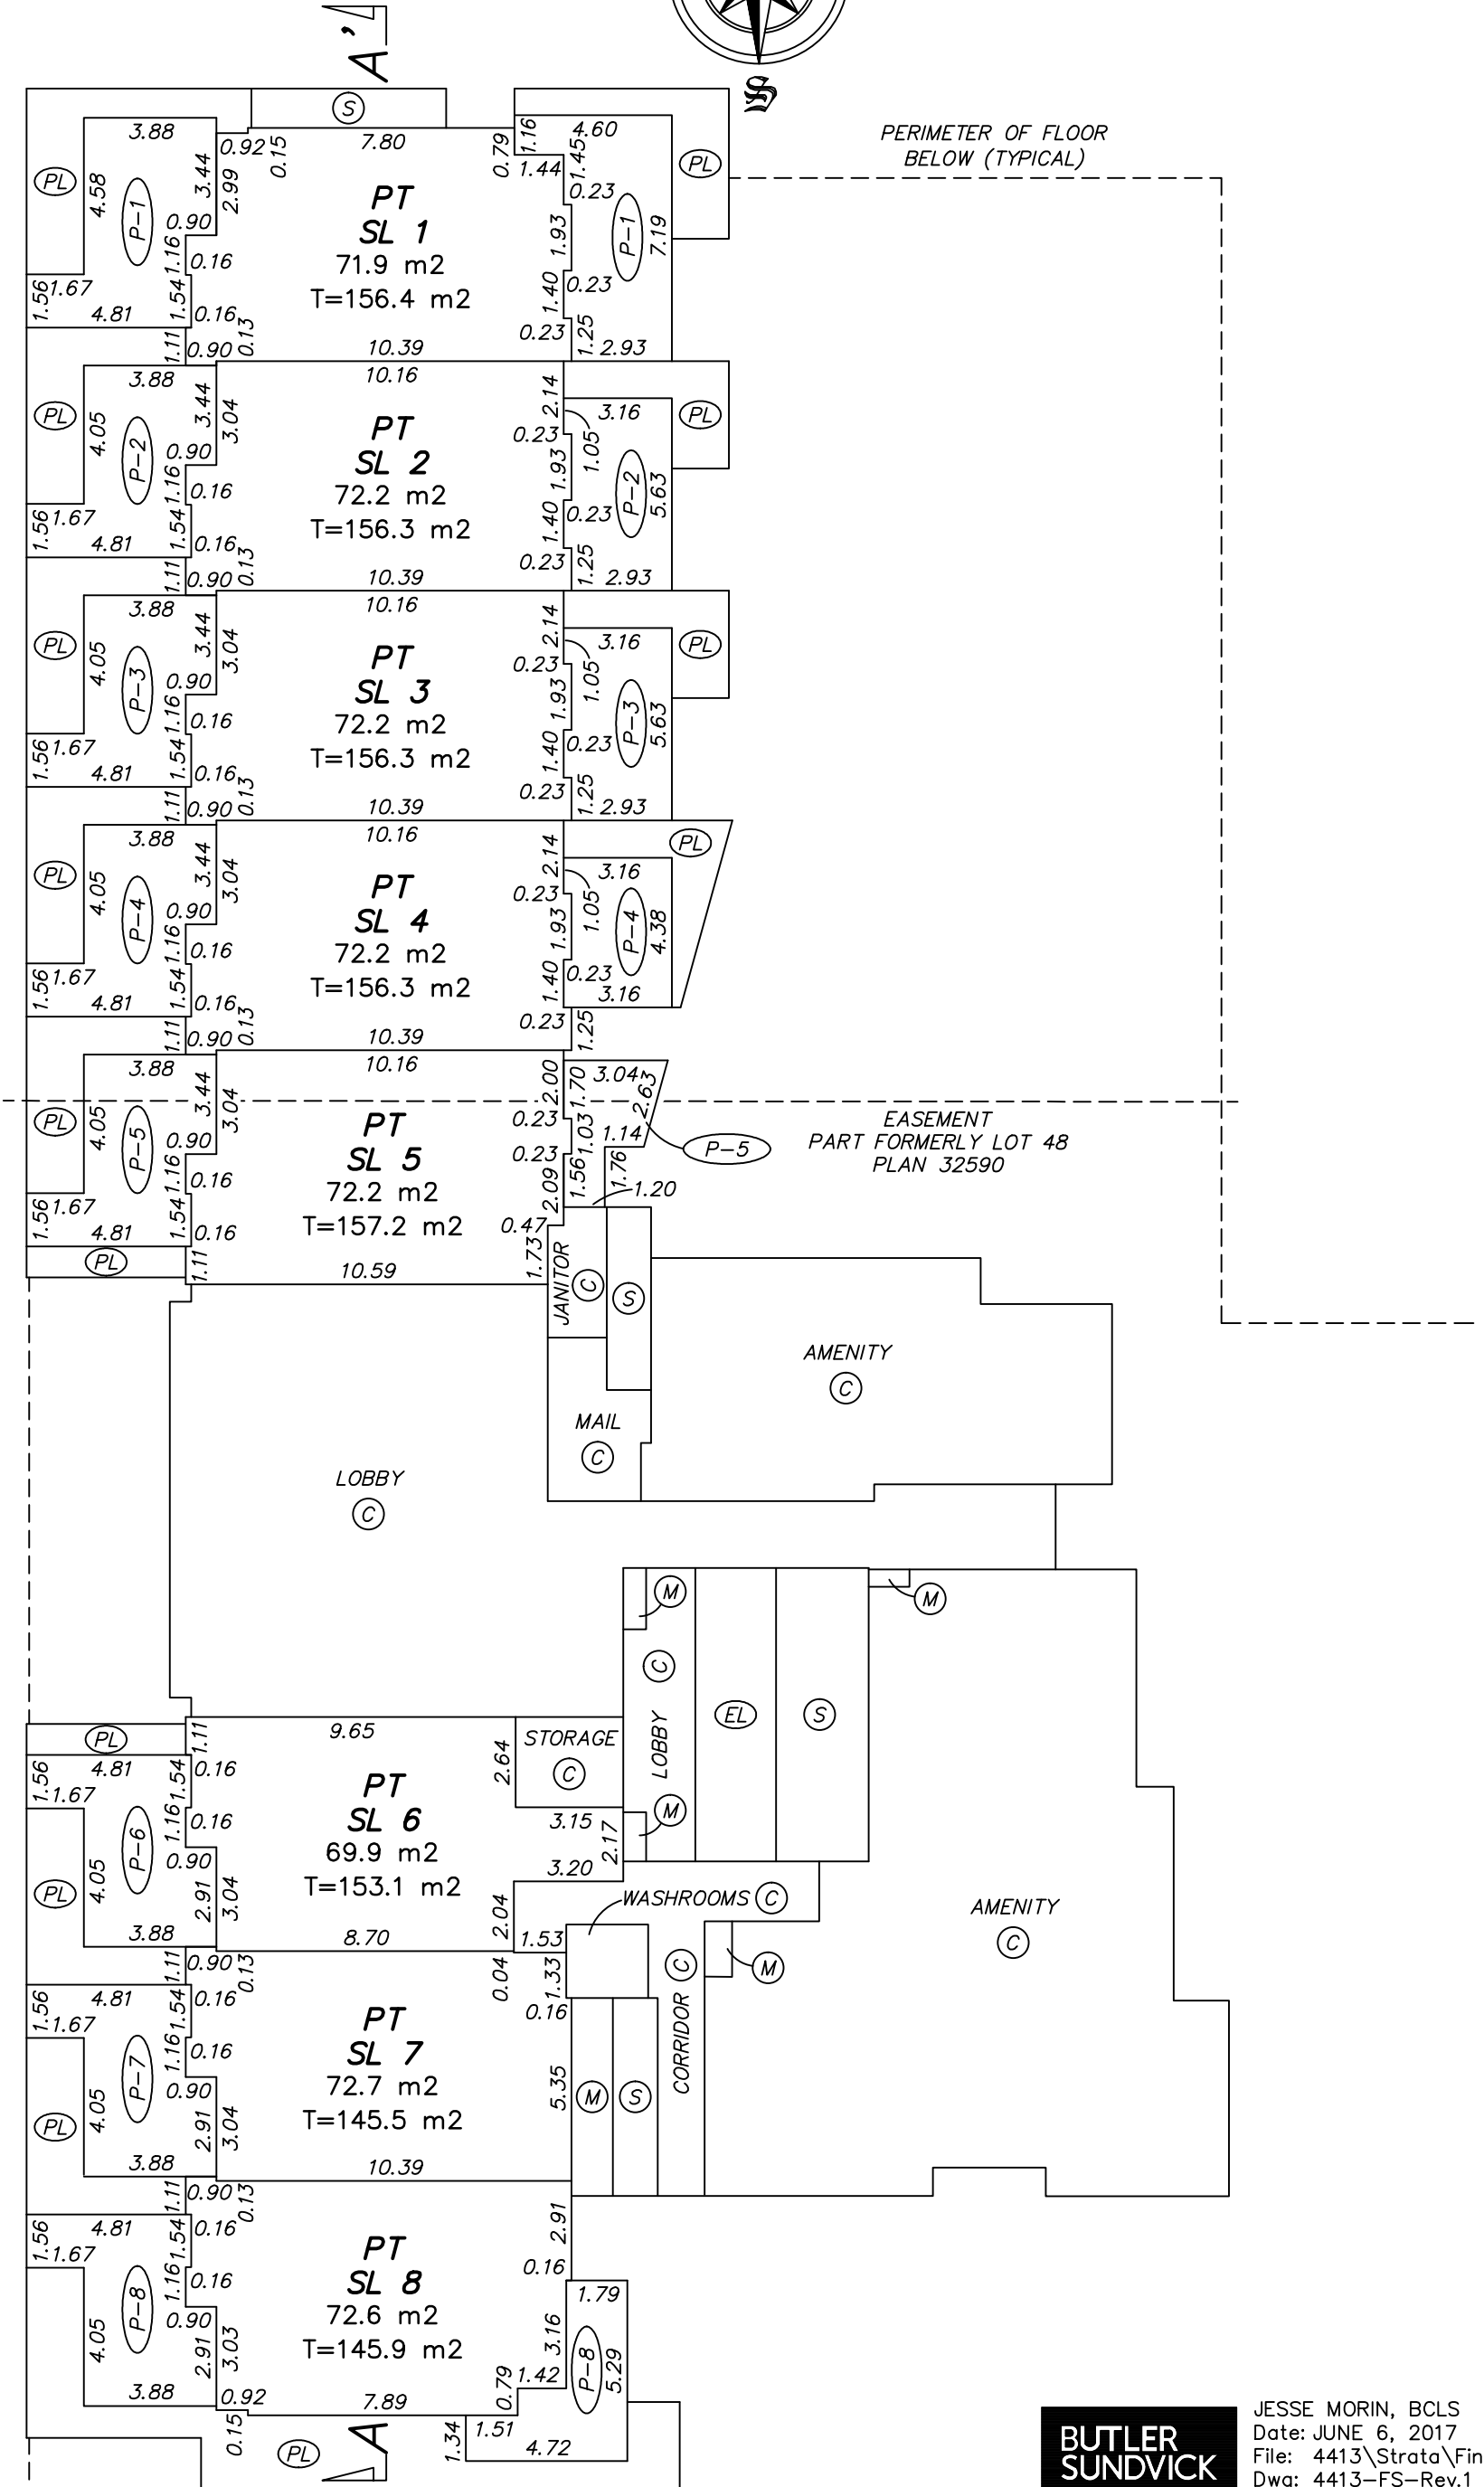 A'
S
S
3.88
0.92
0.15
7.80
0.79
1.16
4.60
PERIMETER OF FLOOR
BELOW (TYPICAL)
PL
4.58
P-1
3.44
2.99
1.44
1.45
0.23
PL
PT
SL 1
71.9 m2
T=156.4 m2
0.90
1.16
0.16
1.93
P-1
7.19
1.56
1.67
4.81
1.54
0.16
1.40
0.23
0.23
1.25
2.93
1.11
0.90
0.13
10.39
3.88
10.16
PL
4.05
P-2
3.44
3.04
2.14
3.16
PL
PT
SL 2
72.2 m2
T=156.3 m2
0.90
1.16
0.16
0.23
1.05
1.93
P-2
5.63
1.56
1.67
4.81
1.54
0.16
1.40
0.23
0.23
1.25
2.93
1.11
0.90
0.13
10.39
3.88
10.16
PL
4.05
P-3
3.44
3.04
2.14
3.16
PL
PT
SL 3
72.2 m2
T=156.3 m2
0.90
1.16
0.16
0.23
1.05
1.93
P-3
5.63
1.56
1.67
4.81
1.54
0.16
1.40
0.23
0.23
1.25
2.93
1.11
0.90
0.13
10.39
3.88
10.16
PL
4.05
P-4
3.44
3.04
2.14
3.16
PL
PT
SL 4
72.2 m2
T=156.3 m2
0.90
1.16
0.16
0.23
1.05
1.93
P-4
4.38
1.56
1.67
4.81
1.54
0.16
1.40
0.23
3.16
0.23
1.25
1.11
0.90
0.13
10.39
3.88
10.16
PL
4.05
P-5
3.44
3.04
2.00
1.70
3.04
2.63
PT
SL 5
72.2 m2
T=157.2 m2
0.23
1.03
1.14
P-5
EASEMENT
PART FORMERLY LOT 48
PLAN 32590
0.90
1.16
0.16
0.23
2.09
1.56
1.76
1.20
1.56
1.67
4.81
1.54
0.16
0.47
1.73
PL
1.11
10.59
JANITOR
C
S
AMENITY
C
MAIL
C
LOBBY
C
M
M
C
LOBBY
EL
S
PL
1.11
9.65
2.64
STORAGE
C
1.56
4.81
1.67
1.54
0.16
PT
SL 6
69.9 m2
T=153.1 m2
M
P-6
1.16
0.16
3.15
2.17
PL
4.05
0.90
2.91
3.04
3.20
2.04
WASHROOMS C
AMENITY
C
3.88
8.70
1.53
C
M
1.11
0.90
0.13
0.04
1.33
1.56
4.81
1.67
1.54
0.16
0.16
PT
SL 7
72.7 m2
T=145.5 m2
CORRIDOR
P-7
1.16
0.16
0.90
5.35
M
S
PL
4.05
2.91
3.04
3.88
10.39
1.11
0.90
0.13
2.91
1.56
4.81
1.67
1.54
0.16
PT
SL 8
72.6 m2
T=145.9 m2
0.16
1.79
P-8
1.16
0.16
0.90
3.16
P-8
5.29
4.05
2.91
3.03
0.79
1.42
3.88
0.92
7.89
0.15
PL
A
1.34
1.51
4.72
BUTLER
SUNDVICK
JESSE MORIN, BCLS
Date: JUNE 6, 2017
File: 4413\Strata\Fin
Dwg: 4413-FS-Rev.1